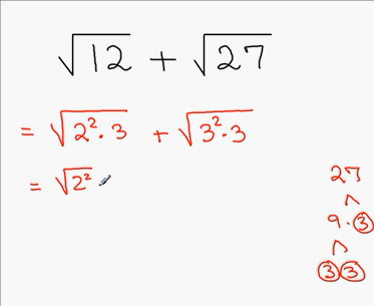 √12 + √27
= √2²·3 + √3²·3
= √2² ·
27
9·3
3 3